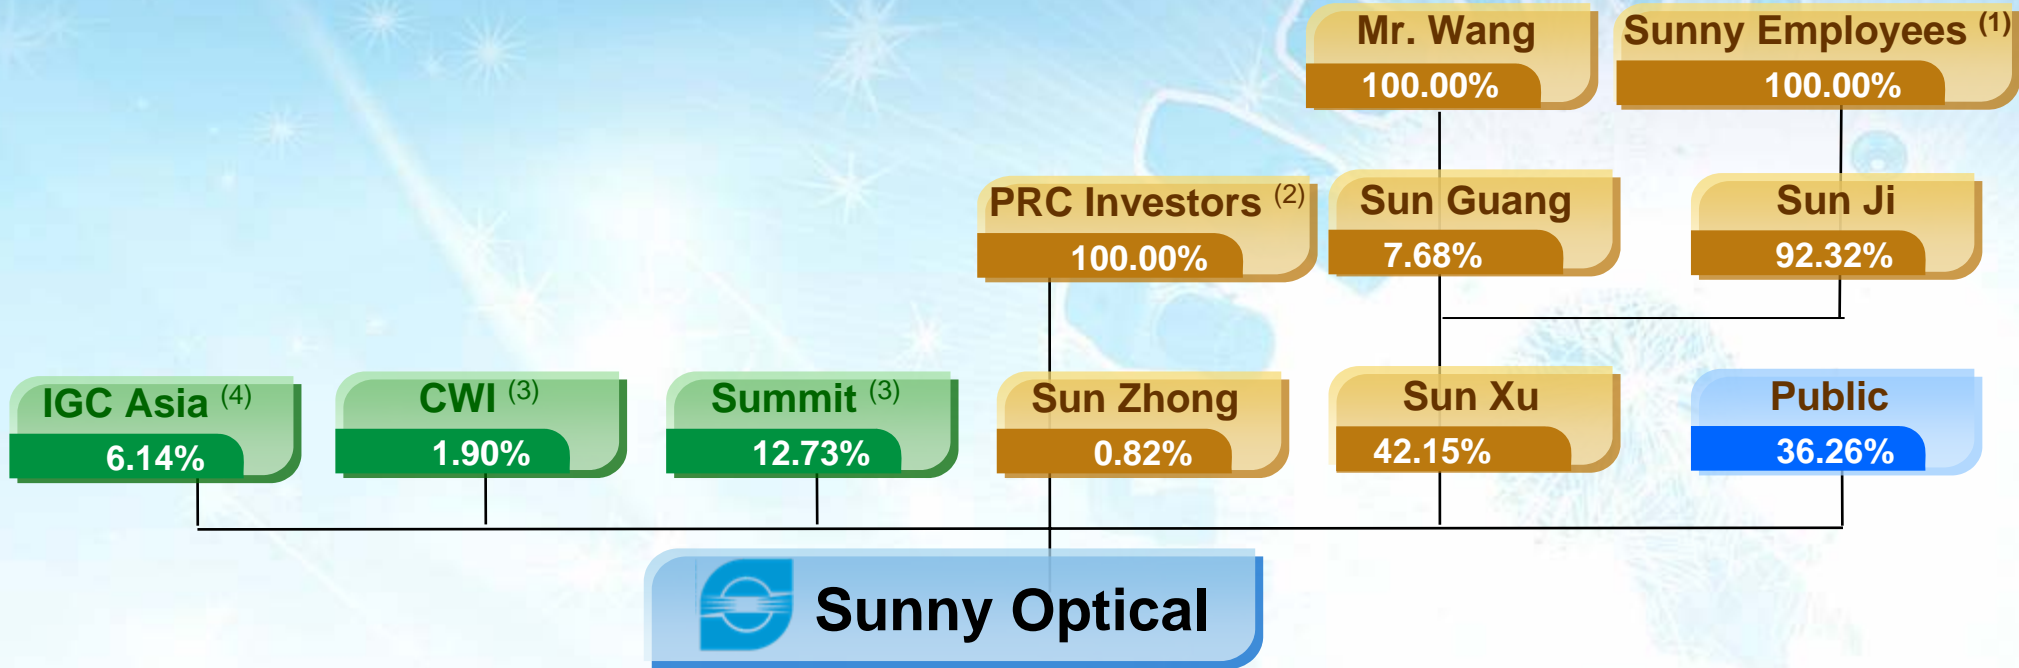 Mr. Wang
100.00%
Sunny Employees (1)
100.00%
PRC Investors (2)
100.00%
Sun Guang
7.68%
Sun Ji
92.32%
IGC Asia (4)
6.14%
CWI (3)
1.90%
Summit (3)
12.73%
Sun Zhong
0.82%
Sun Xu
42.15%
Public
36.26%
Sunny Optical